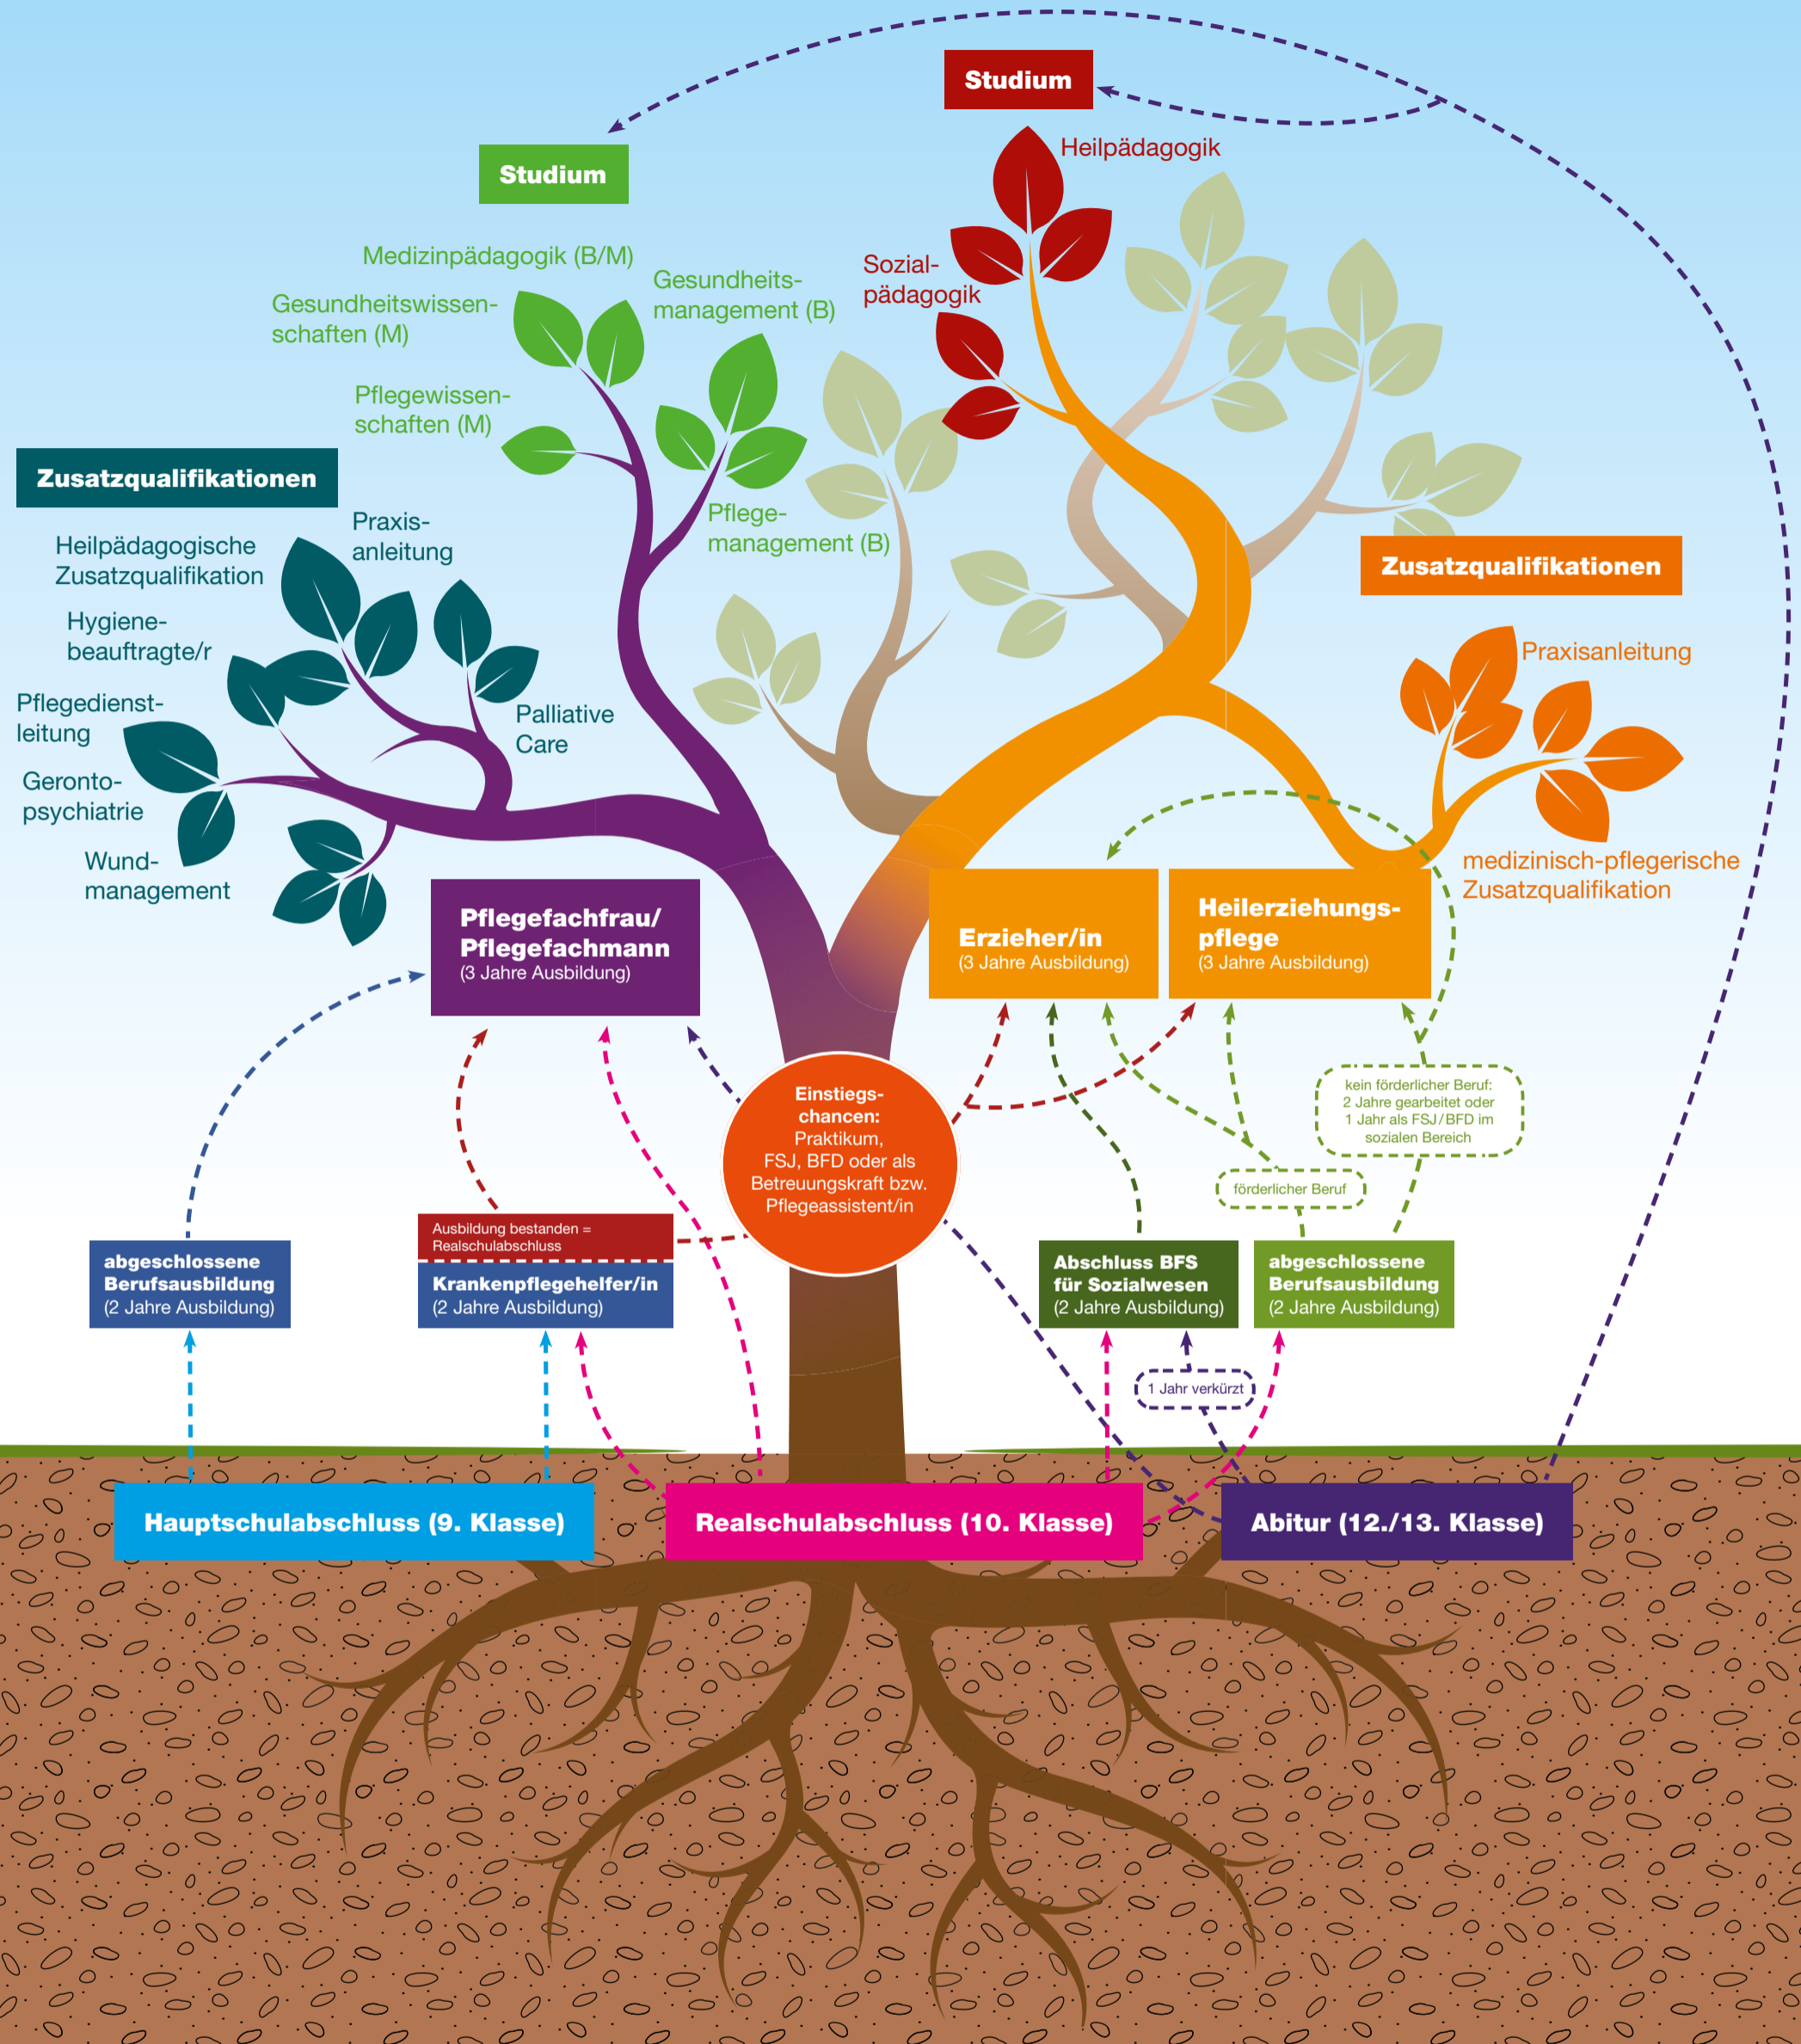 Studium
Heilpädagogik
Sozial-
pädagogik
Studium
Medizinpädagogik (B/M)
Gesundheits-
management (B)
Gesundheitswissen-
schaften (M)
Pflegewissen-
schaften (M)
Pflege-
management (B)
Zusatzqualifikationen
Praxis-
anleitung
Heilpädagogische
Zusatzqualifikation
Hygiene-
beauftragte/r
Pflegedienst-
leitung
Palliative
Care
Geronto-
psychiatrie
Wund-
management
Zusatzqualifikationen
Praxisanleitung
medizinisch-pflegerische
Zusatzqualifikation
Pflegefachfrau/
Pflegefachmann
(3 Jahre Ausbildung)
Erzieher/in
(3 Jahre Ausbildung)
Heilerziehungs-
pflege
(3 Jahre Ausbildung)
Einstiegs-
chancen:
Praktikum,
FSJ, BFD oder als
Betreuungskraft bzw.
Pflegeassistent/in
kein förderlicher Beruf:
2 Jahre gearbeitet oder
1 Jahr als FSJ/BFD im
sozialen Bereich
förderlicher Beruf
abgeschlossene
Berufsausbildung
(2 Jahre Ausbildung)
Ausbildung bestanden =
Realschulabschluss
Krankenpflegehelfer/in
(2 Jahre Ausbildung)
Abschluss BFS
für Sozialwesen
(2 Jahre Ausbildung)
abgeschlossene
Berufsausbildung
(2 Jahre Ausbildung)
1 Jahr verkürzt
Hauptschulabschluss (9. Klasse)
Realschulabschluss (10. Klasse)
Abitur (12./13. Klasse)